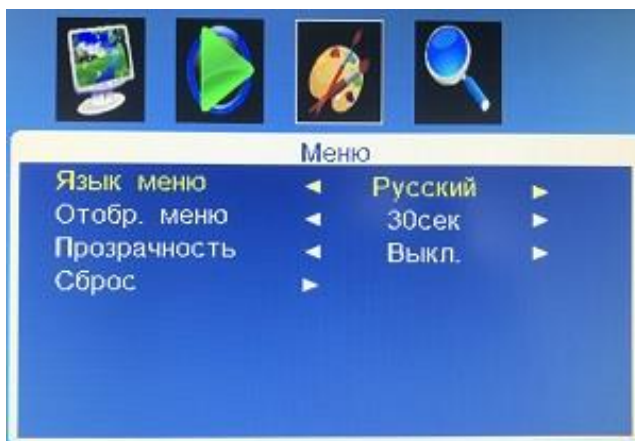 Меню
Язык меню Русский
Отобр. меню 30сек
Прозрачность Выкл.
Сброс